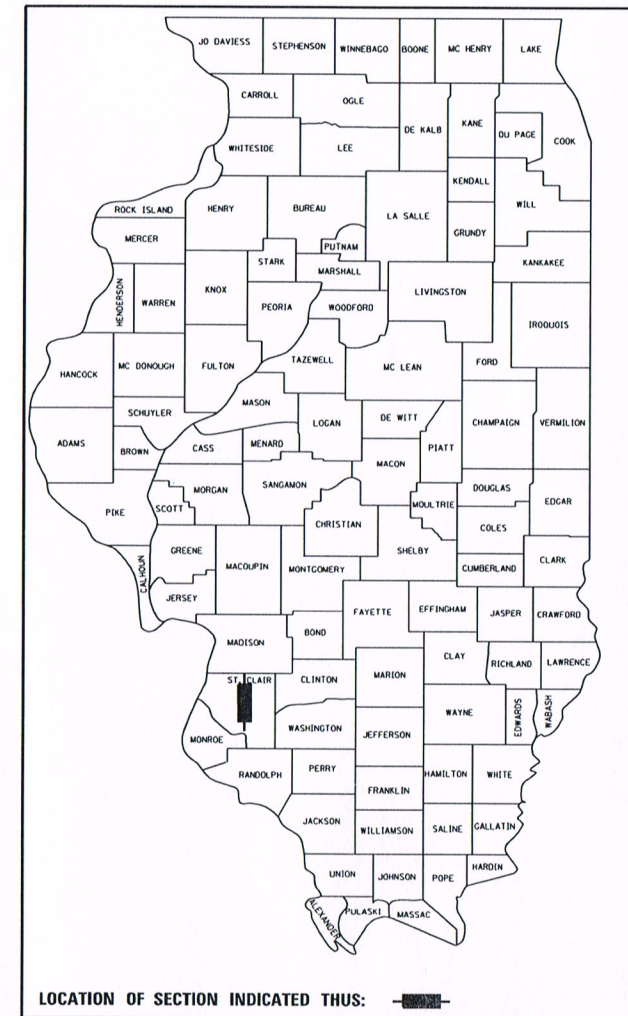 JO DAVIESS STEPHENSON WINNEBAGO BOONE MC HENRY LAKE
CARROLL OGLE DE KALB KANE DU PAGE COOK
WHITESIDE LEE
KENDALL WILL
ROCK ISLAND HENRY BUREAU LA SALLE
GRUNDY
MERCER PUTNAM
STARK MARSHALL KANKAKEE
HENDERSON WARREN KNOX PEORIA WOODFORD LIVINGSTON IROQUOIS
HANCOCK MC DONOUGH FULTON TAZEWELL MC LEAN FORD
MASON
SCHUYLER LOGAN DE WITT CHAMPAIGN VERMILION
ADAMS BROWN CASS MENARD PIATT
MACON
PIKE SCOTT MORGAN SANGAMON MOULTRIE DOUGLAS EDGAR
CHRISTIAN COLES
CALHOUN GREENE MACOUPIN MONTGOMERY SHELBY CUMBERLAND CLARK
JERSEY
FAYETTE EFFINGHAM JASPER CRAWFORD
MADISON BOND
CLAY RICHLAND LAWRENCE
ST. CLAIR CLINTON MARION
WAYNE EDWARDS WABASH
MONROE WASHINGTON JEFFERSON
RANDOLPH PERRY HAMILTON WHITE
FRANKLIN
JACKSON WILLIAMSON SALINE GALLATIN
UNION JOHNSON POPE HARDIN
ALEXANDER PULASKI MASSAC
LOCATION OF SECTION INDICATED THUS: